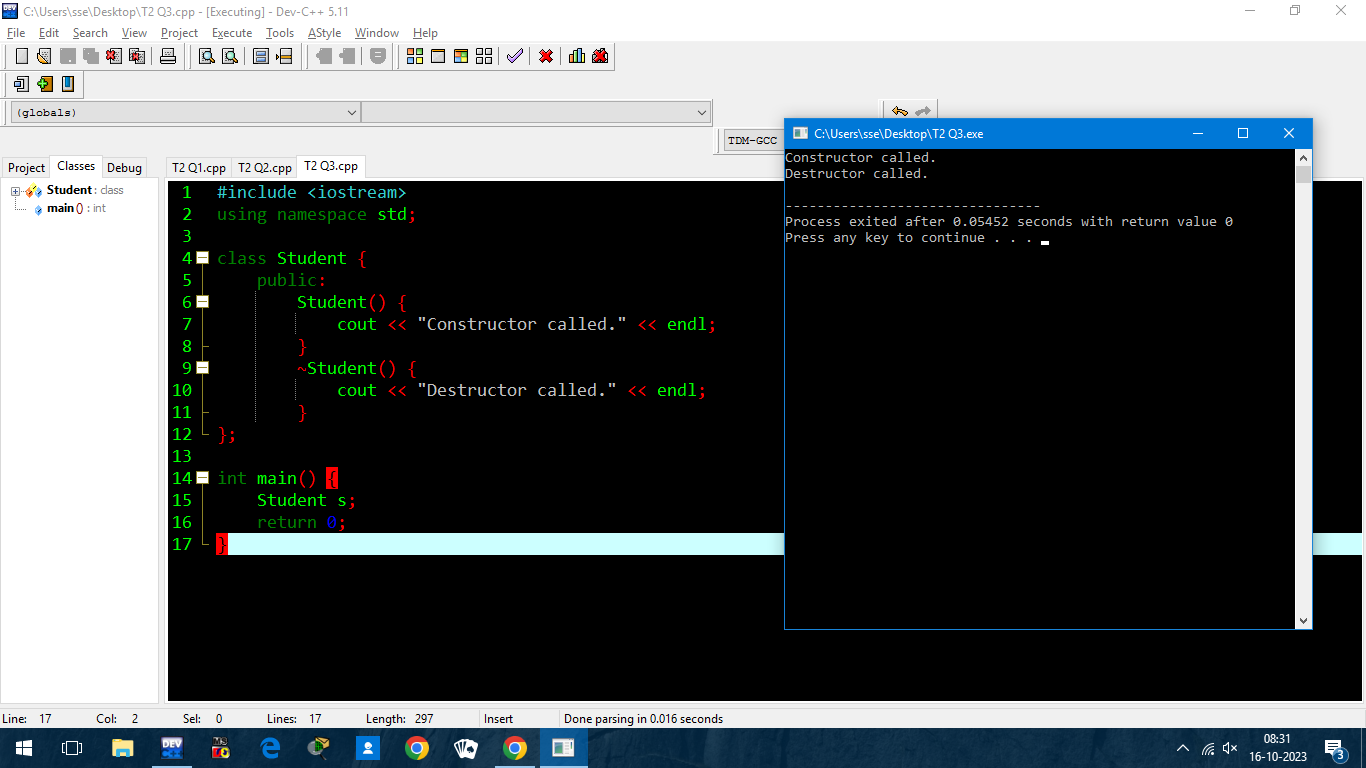 C:\Users\sse\Desktop\T2 Q3.cpp - [Executing] - Dev-C++ 5.11
File Edit Search View Project Execute Tools AStyle Window Help
(globals)
TDM-GCC
Project Classes Debug
Student : class
main () : int
T2 Q1.cpp T2 Q2.cpp T2 Q3.cpp
1 #include <iostream>
2 using namespace std;
3
4 class Student {
5 public:
6 Student() {
7 cout << "Constructor called." << endl;
8 }
9 ~Student() {
10 cout << "Destructor called." << endl;
11 }
12 };
13
14 int main() {
15 Student s;
16 return 0;
17 }
C:\Users\sse\Desktop\T2 Q3.exe
Constructor called.
Destructor called.
--------------------------------
Process exited after 0.05452 seconds with return value 0
Press any key to continue . . .
Line: 17 Col: 2 Sel: 0 Lines: 17 Length: 297 Insert Done parsing in 0.016 seconds
DEV
08:31
16-10-2023
3